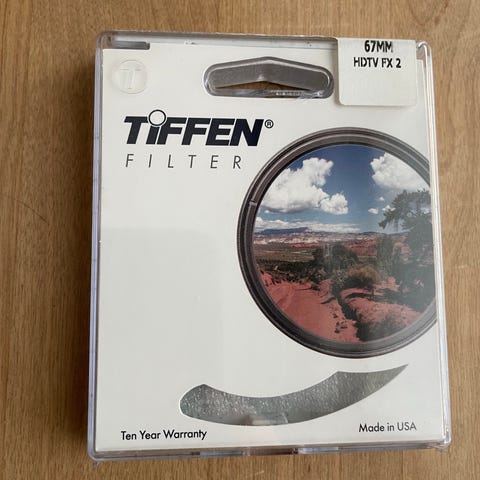 67MM
HDTV FX 2
TiFFEN®
FILTER
Ten Year Warranty
Made in USA